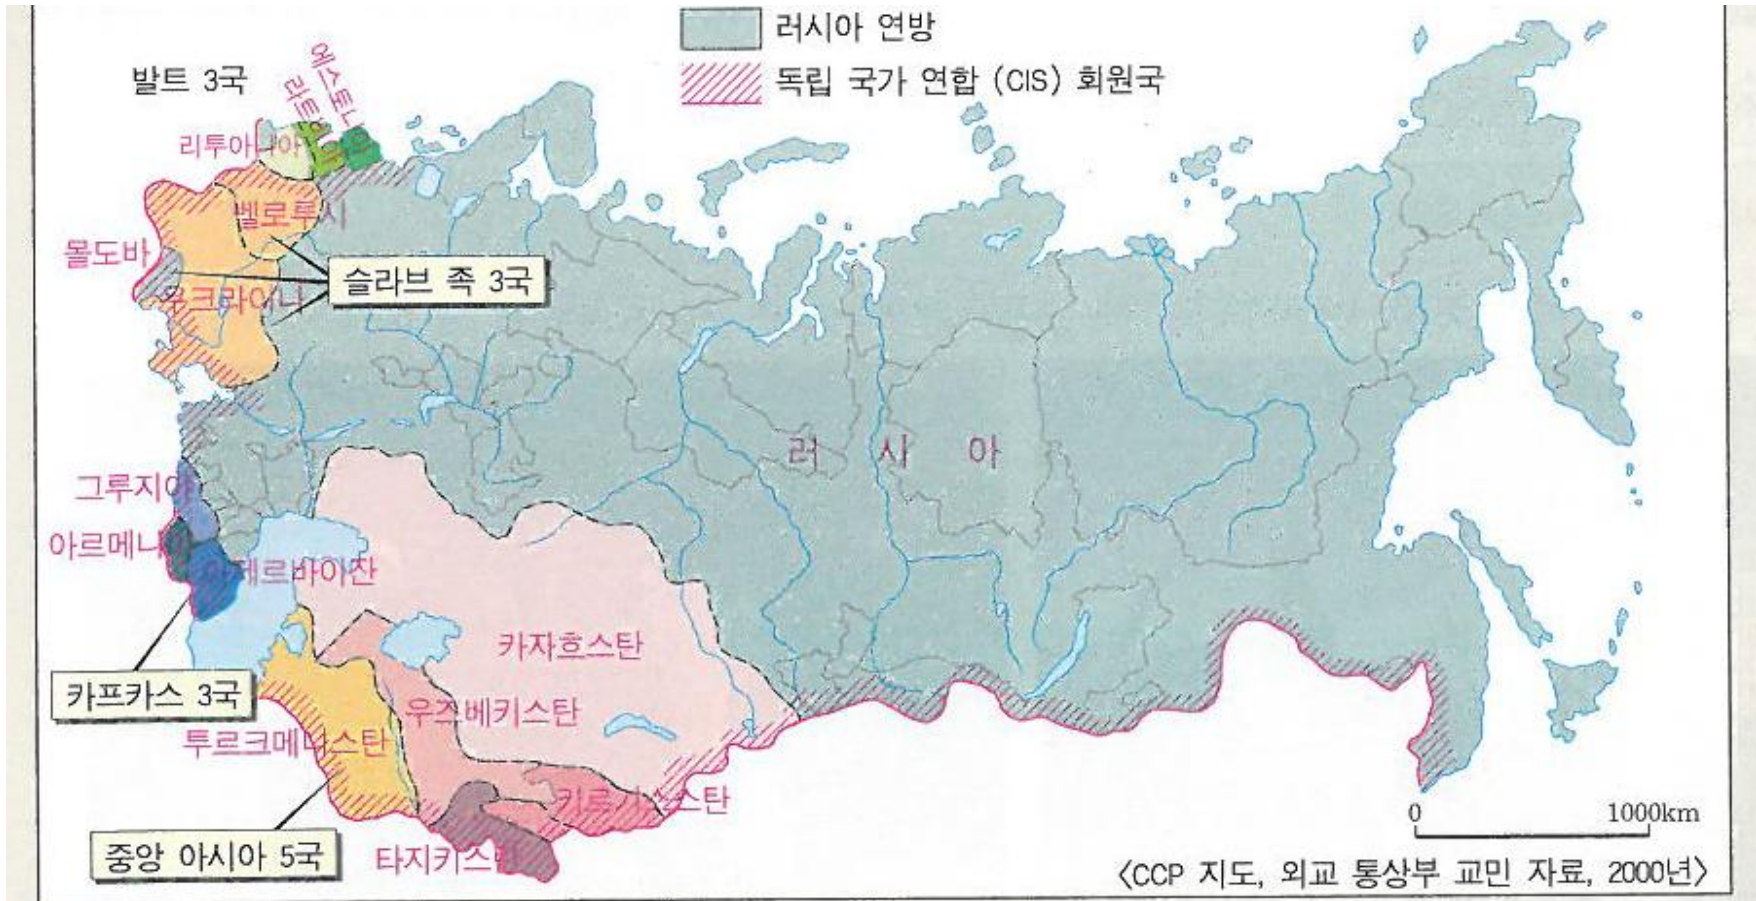 러시아 연방
독립 국가 연합 (CIS) 회원국
발트 3국
에스토니아
라트비아
리투아니아
벨로루시
몰도바
슬라브 족 3국
우크라이나
러 시 아
그루지야
아르메니아
아제르바이잔
카자흐스탄
카프카스 3국
우즈베키스탄
투르크메니스탄
키르기스스탄
중앙 아시아 5국
타지키스탄
0 1000km
〈CCP 지도, 외교 통상부 교민 자료, 2000년〉